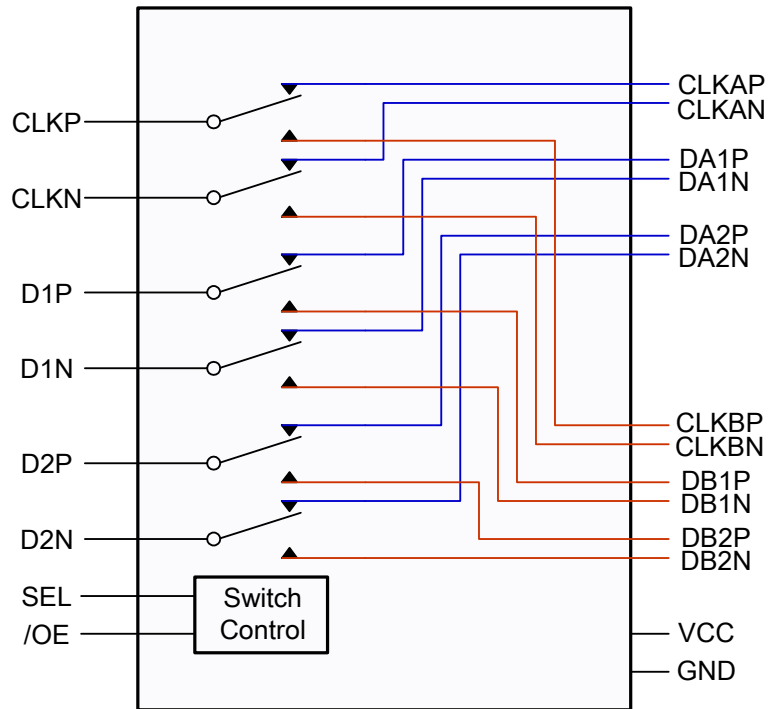 CLKP
CLKN
D1P
D1N
D2P
D2N
SEL
/OE
Switch
Control
CLKAP
CLKAN
DA1P
DA1N
DA2P
DA2N
CLKBP
CLKBN
DB1P
DB1N
DB2P
DB2N
VCC
GND